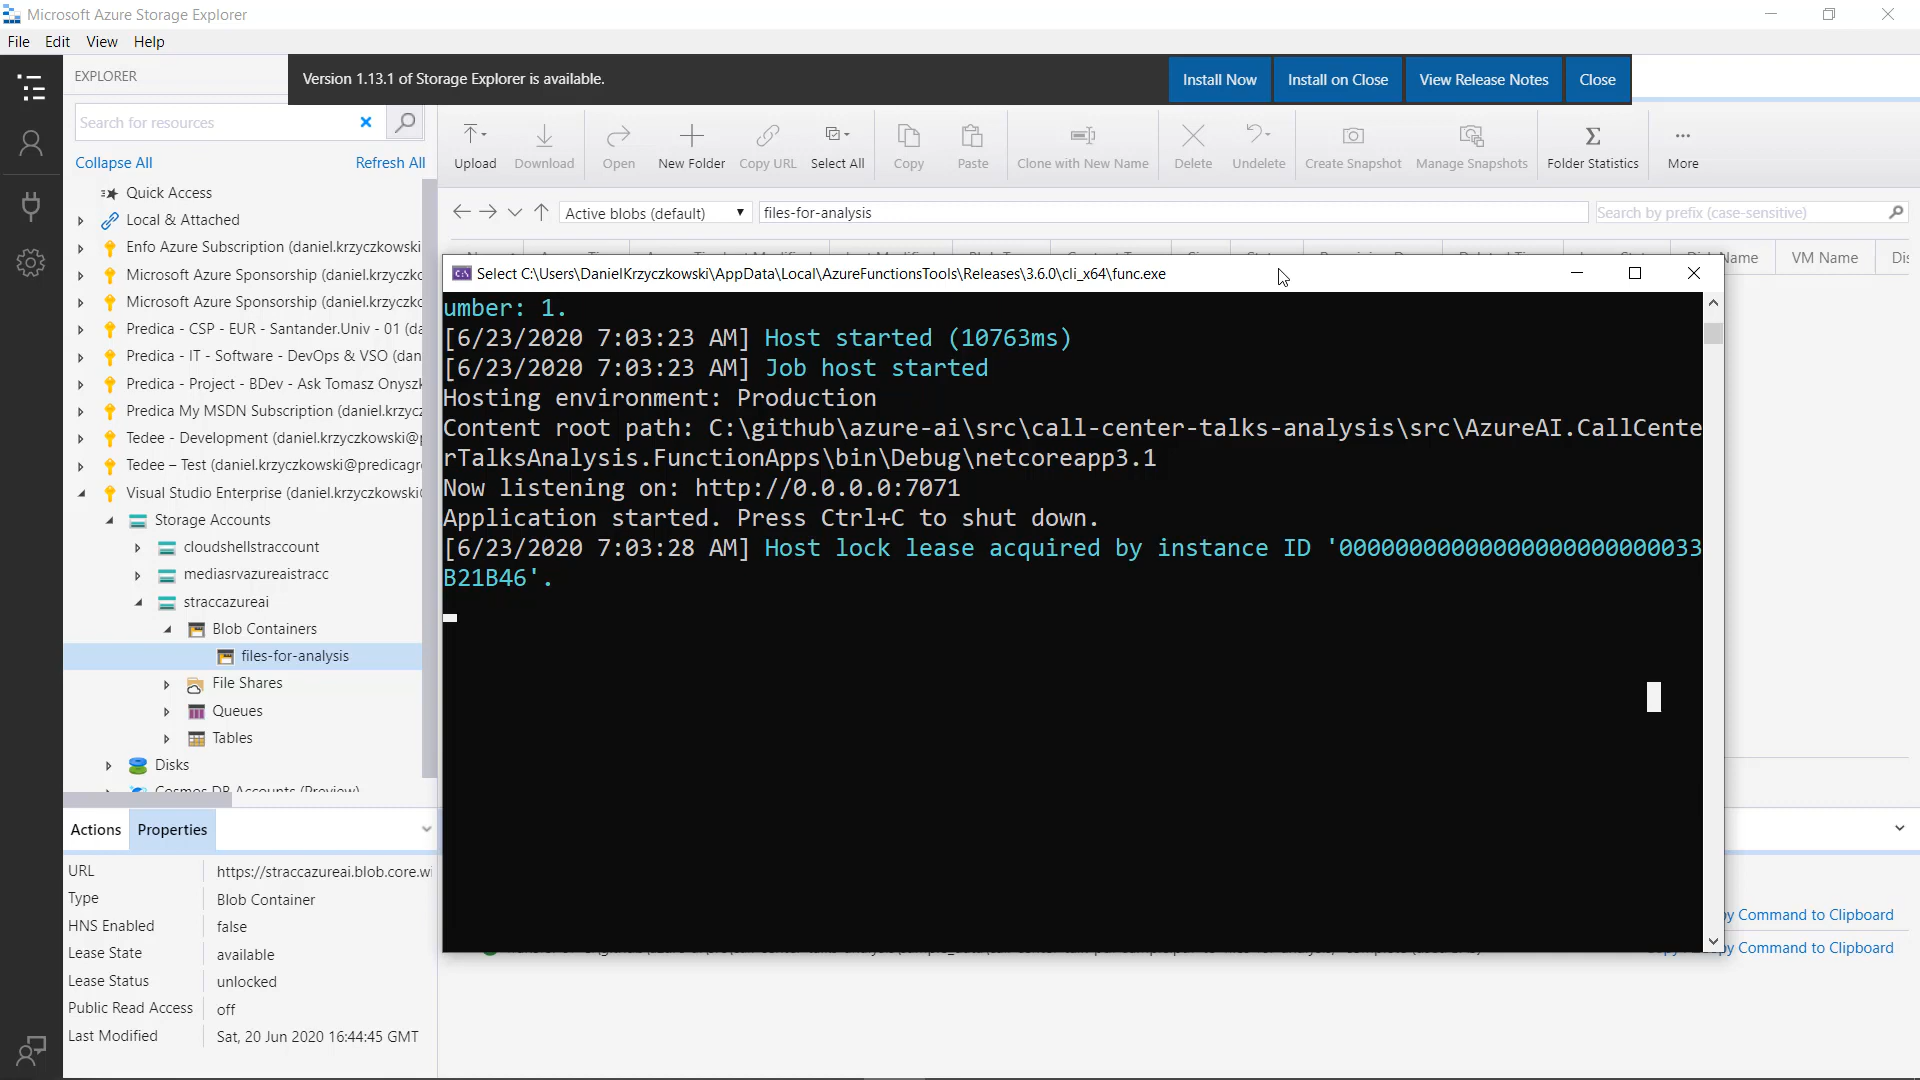 Microsoft Azure Storage Explorer
File Edit View Help
EXPLORER
Version 1.13.1 of Storage Explorer is available.
Install Now Install on Close View Release Notes Close
Search for resources
Collapse All Refresh All
Upload Download Open New Folder Copy URL Select All Copy Paste Clone with New Name Delete Undelete Create Snapshot Manage Snapshots Folder Statistics More
Active blobs (default) files-for-analysis Search by prefix (case-sensitive)
Name VM Name
Quick Access
Local & Attached
Enfo Azure Subscription (daniel.krzyczkowski
Microsoft Azure Sponsorship (daniel.krzyczko
Microsoft Azure Sponsorship (daniel.krzyczko
Predica - CSP - EUR - Santander.Univ - 01 (da
Predica - IT - Software - DevOps & VSO (dan
Predica - Project - BDev - Ask Tomasz Onyszk
Predica My MSDN Subscription (daniel.krzycz
Tedee - Development (daniel.krzyczkowski@p
Tedee – Test (daniel.krzyczkowski@predicagr
Visual Studio Enterprise (daniel.krzyczkowski
Storage Accounts
cloudshellstraccount
mediasrvazureaistracc
straccazureai
Blob Containers
files-for-analysis
File Shares
Queues
Tables
Disks
Cosmos DB Accounts (Preview)
Select C:\Users\DanielKrzyczkowski\AppData\Local\AzureFunctionsTools\Releases\3.6.0\cli_x64\func.exe
umber: 1.
[6/23/2020 7:03:23 AM] Host started (10763ms)
[6/23/2020 7:03:23 AM] Job host started
Hosting environment: Production
Content root path: C:\github\azure-ai\src\call-center-talks-analysis\src\AzureAI.CallCente
rTalksAnalysis.FunctionApps\bin\Debug\netcoreapp3.1
Now listening on: http://0.0.0.0:7071
Application started. Press Ctrl+C to shut down.
[6/23/2020 7:03:28 AM] Host lock lease acquired by instance ID '000000000000000000000000033
B21B46'.
Actions Properties
URL https://straccazureai.blob.core.wi
Type Blob Container
HNS Enabled false
Lease State available
Lease Status unlocked
Public Read Access off
Last Modified Sat, 20 Jun 2020 16:44:45 GMT
py Command to Clipboard
py Command to Clipboard